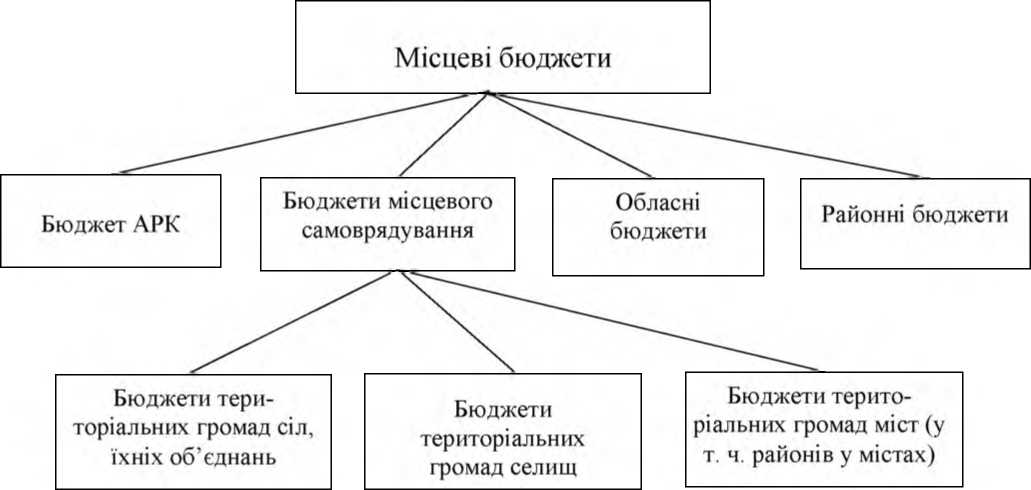 Місцеві бюджети
Бюджет АРК
Бюджети місцевого
самоврядування
Обласні
бюджети
Районні бюджети
Бюджети тери-
торіальних громад сіл,
їхніх об’єднань
Бюджети
територіальних
громад селищ
Бюджети терито-
ріальних громад міст (у
т. ч. районів у містах)